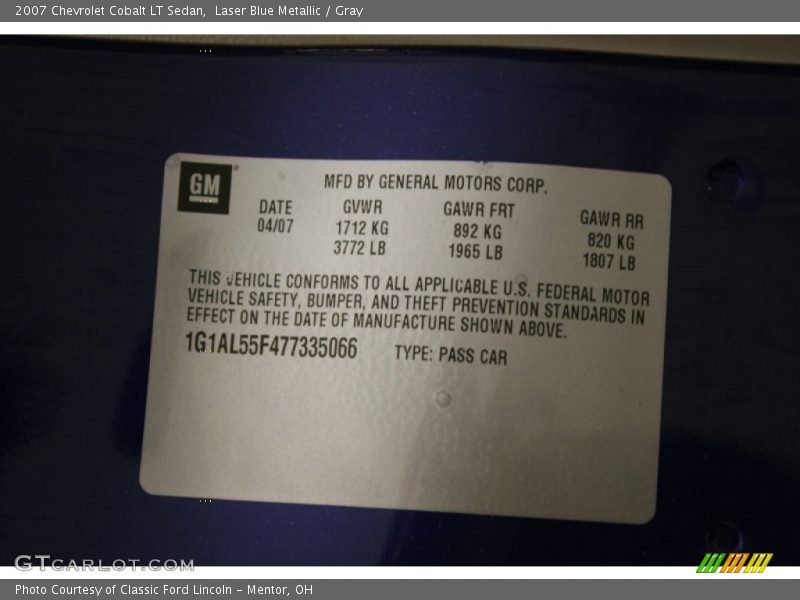 2007 Chevrolet Cobalt LT Sedan, Laser Blue Metallic / Gray
GM
MFD BY GENERAL MOTORS CORP.
DATE GVWR GAWR FRT GAWR RR
04/07 1712 KG 892 KG 820 KG
3772 LB 1965 LB 1807 LB
THIS VEHICLE CONFORMS TO ALL APPLICABLE U.S. FEDERAL MOTOR
VEHICLE SAFETY, BUMPER, AND THEFT PREVENTION STANDARDS IN
EFFECT ON THE DATE OF MANUFACTURE SHOWN ABOVE.
1G1AL55F477335066 TYPE: PASS CAR
GTCARLOT.COM
Photo Courtesy of Classic Ford Lincoln - Mentor, OH